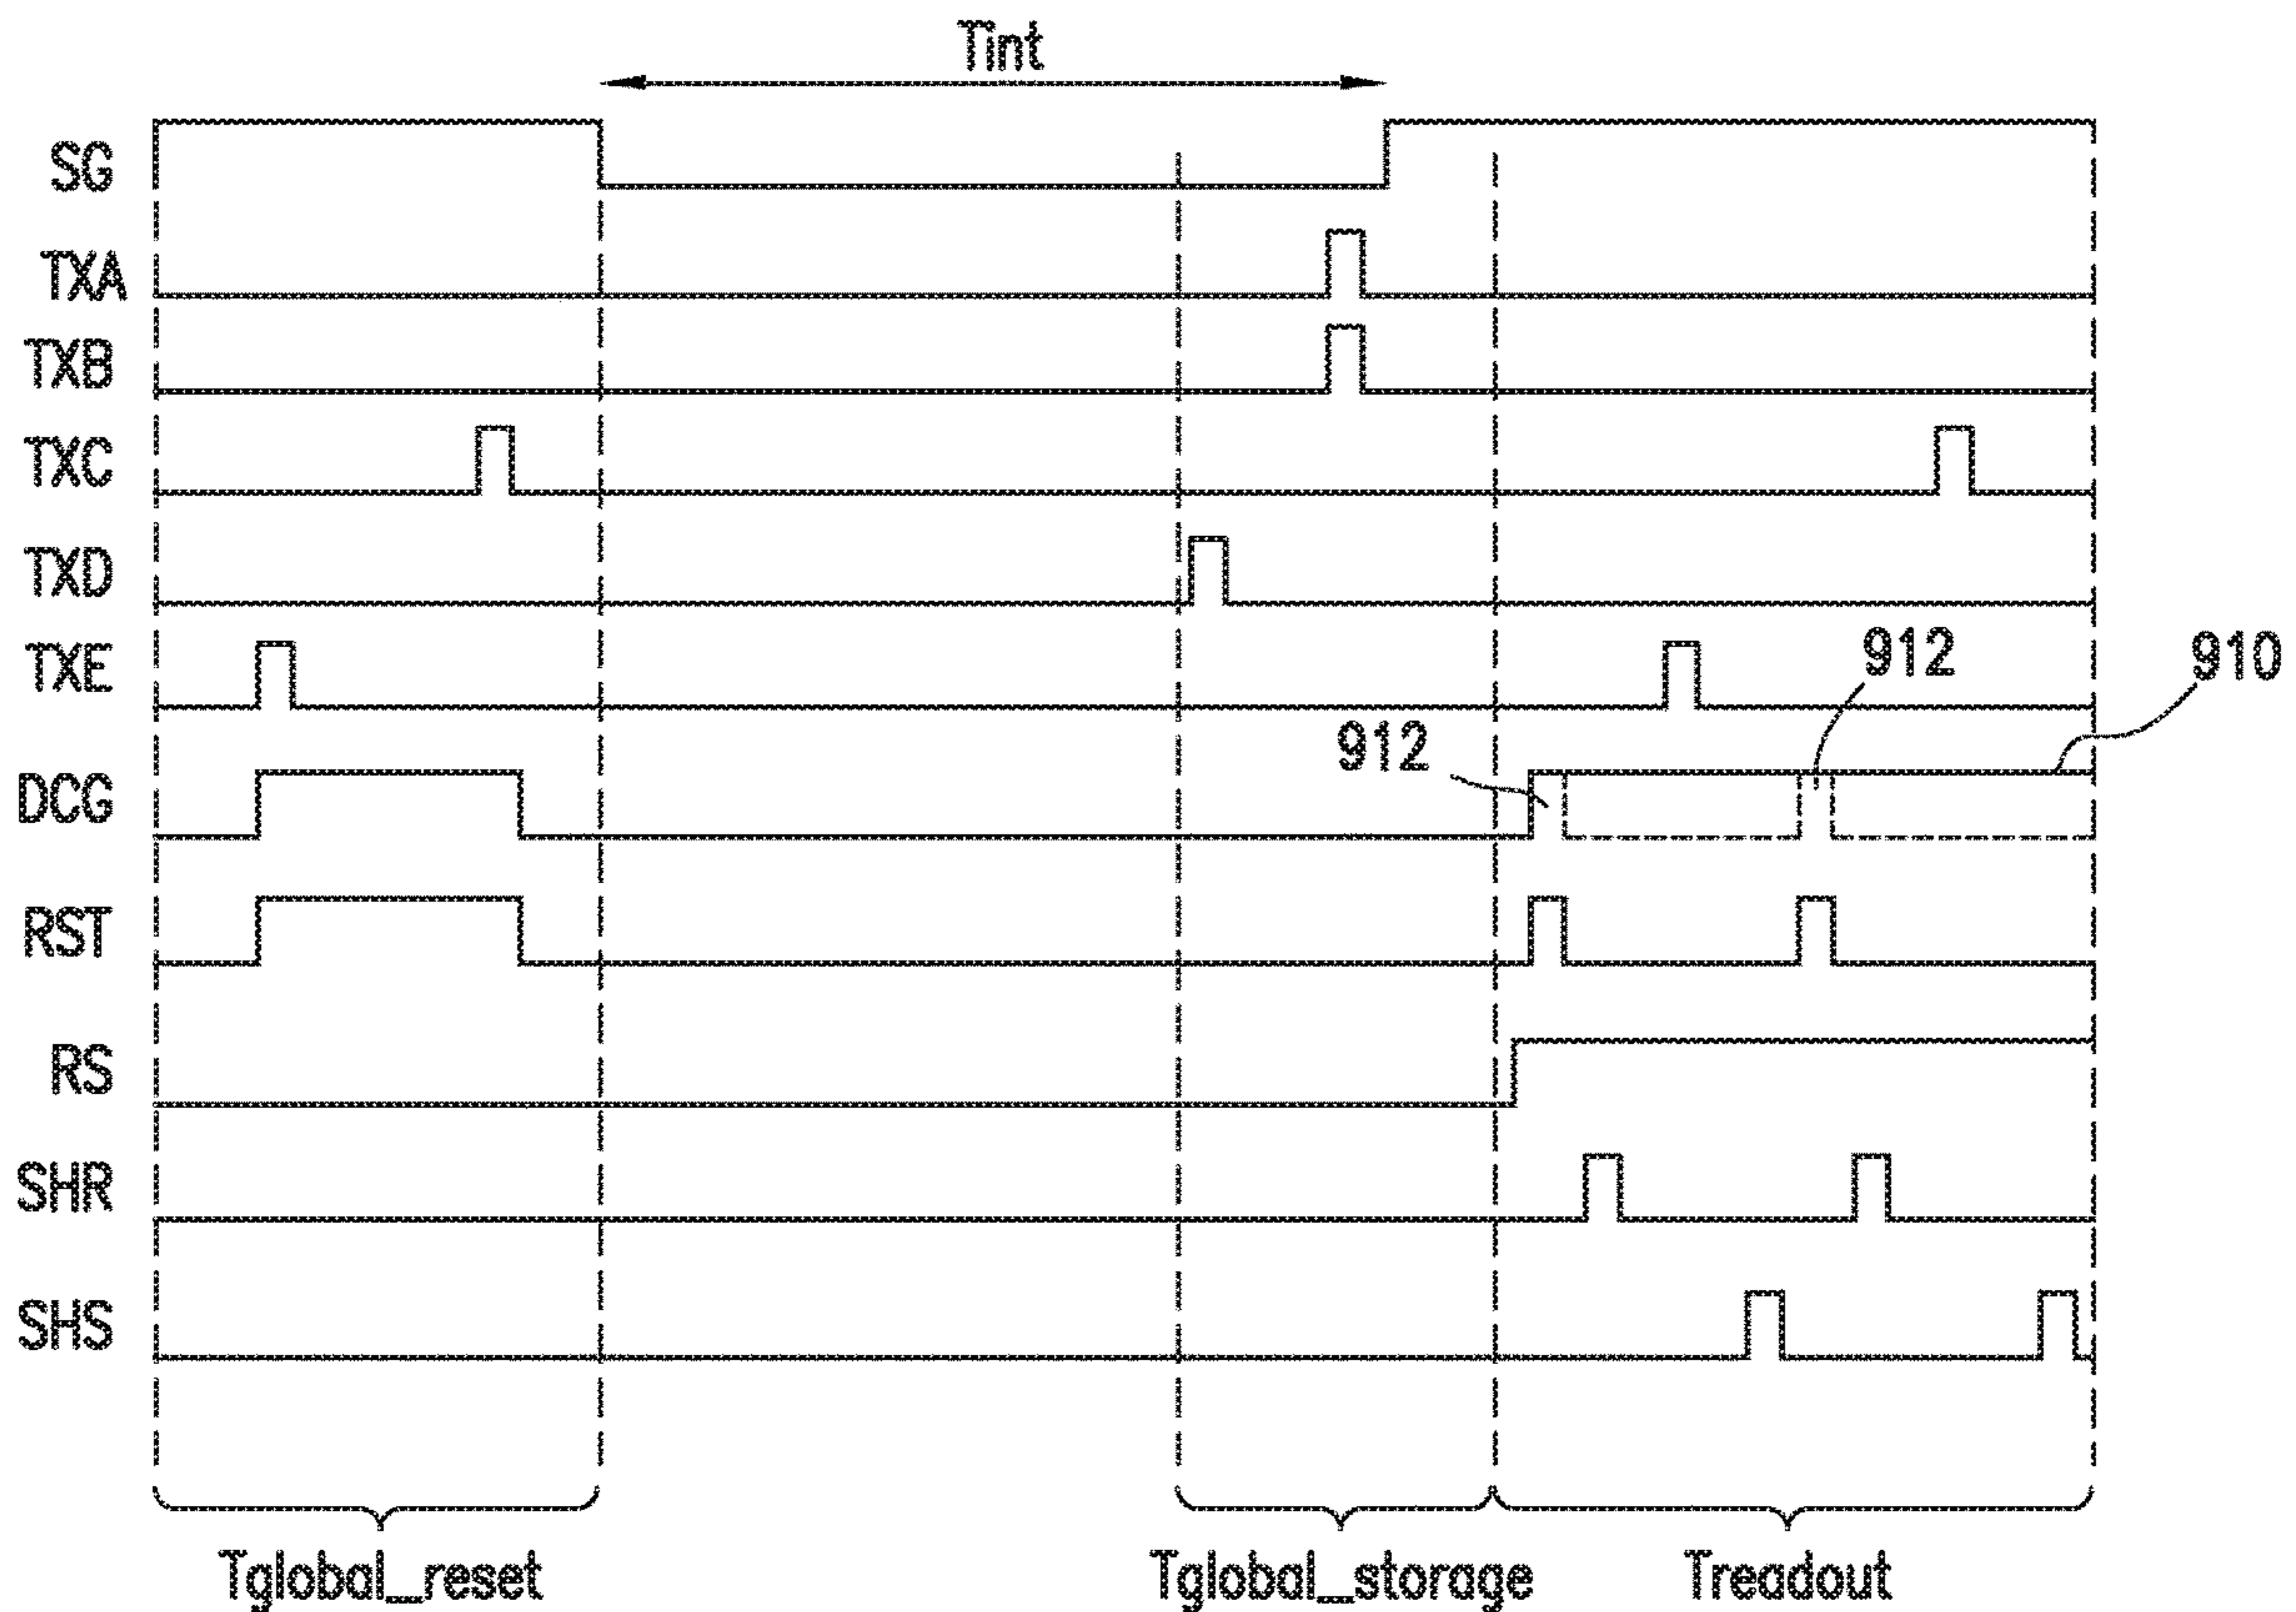 Tint
SG
TXA
TXB
TXC
TXD
TXE
912
910
912
DCG
RST
RS
SHR
SHS
Tglobal_reset
Tglobal_storage
Treadout